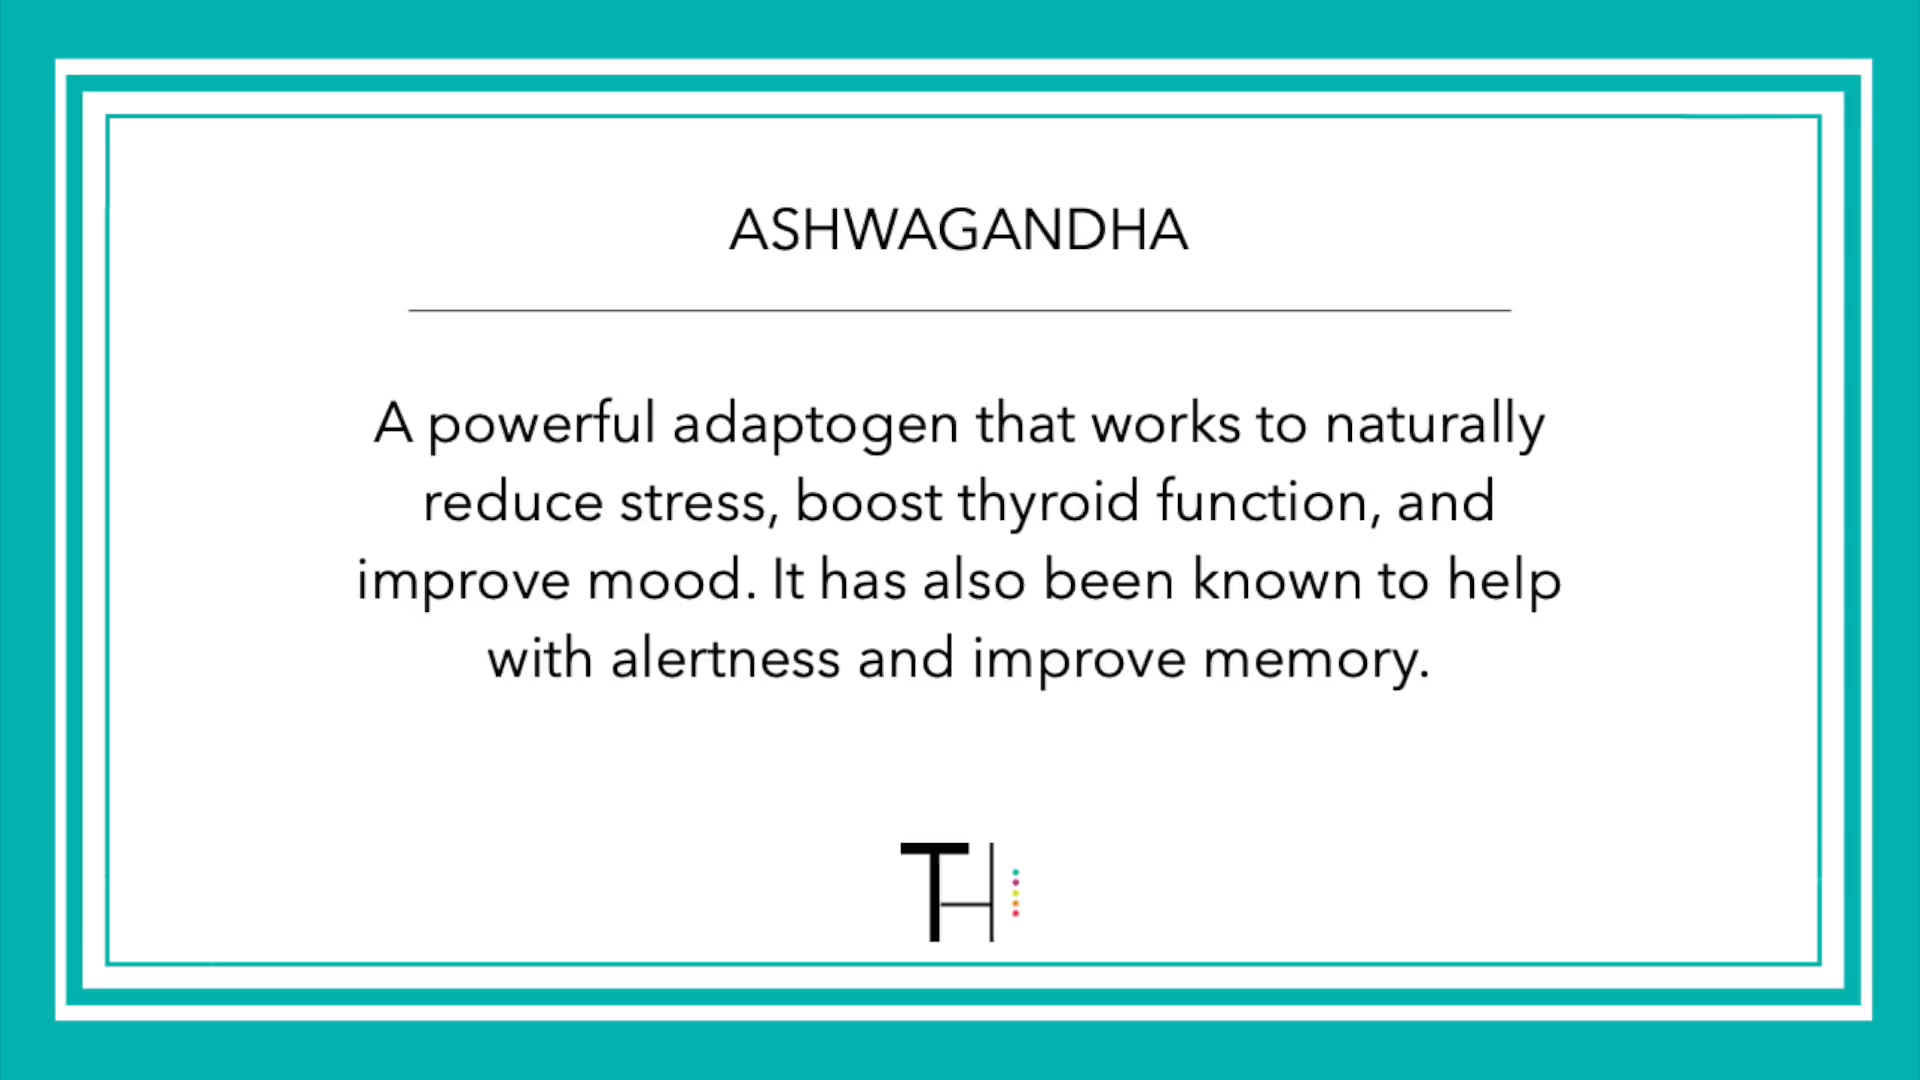 ASHWAGANDHA
A powerful adaptogen that works to naturally
reduce stress, boost thyroid function, and
improve mood. It has also been known to help
with alertness and improve memory.
TH